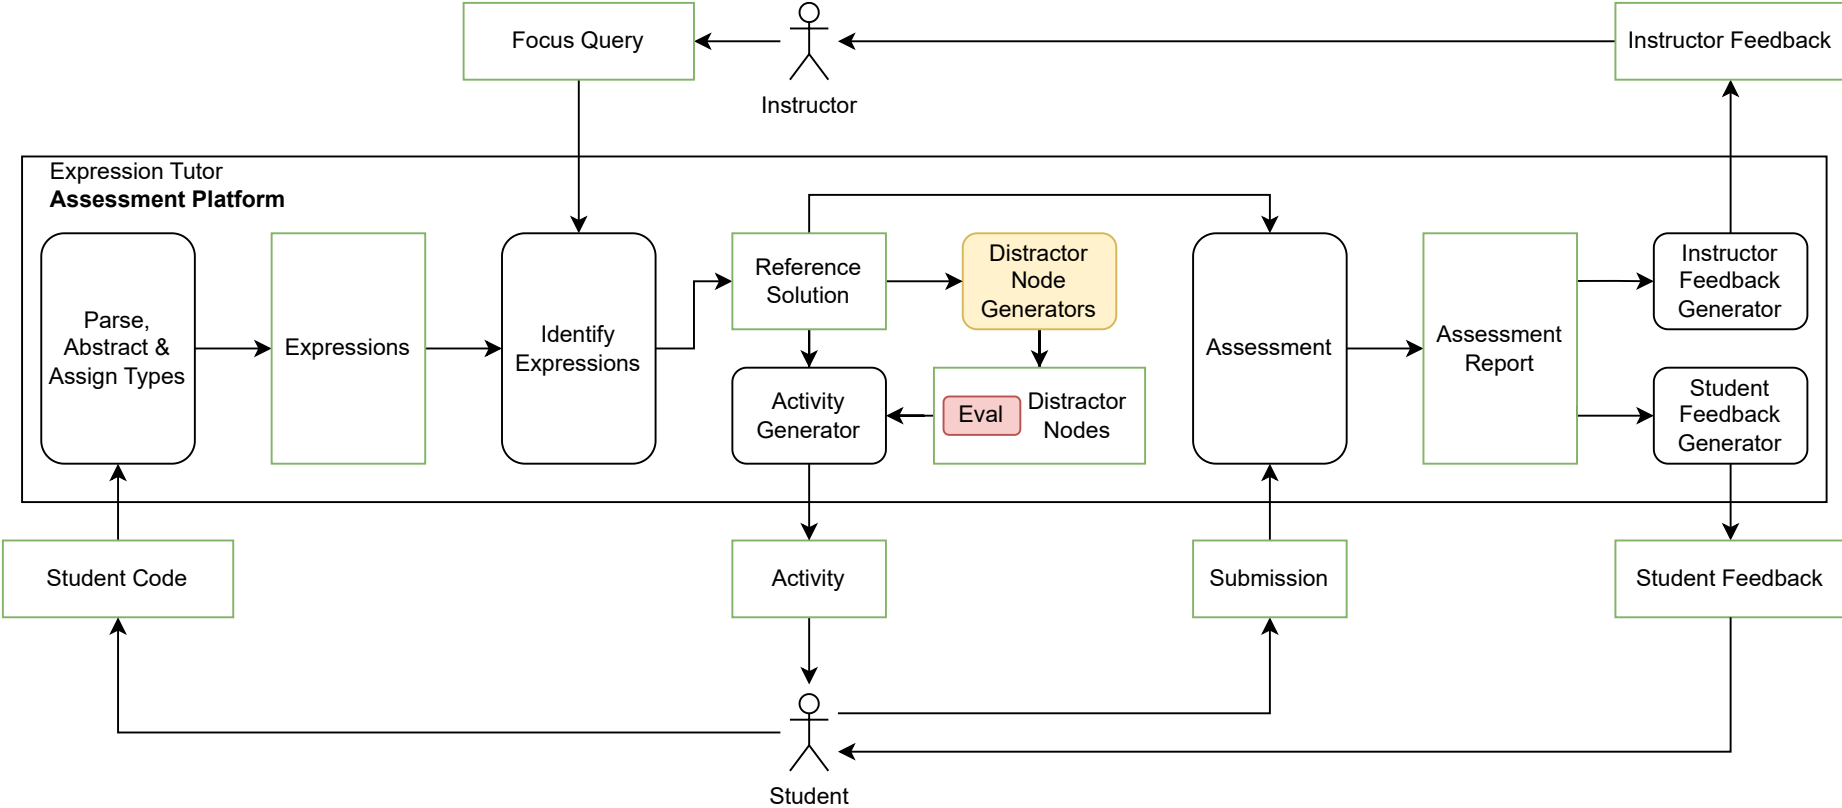 Focus Query
Instructor
Instructor Feedback
Expression Tutor
Assessment Platform
Parse,
Abstract &
Assign Types
Expressions
Identify
Expressions
Reference
Solution
Distractor
Node
Generators
Activity
Generator
Eval
Distractor
Nodes
Assessment
Assessment
Report
Instructor
Feedback
Generator
Student
Feedback
Generator
Student Code
Activity
Submission
Student Feedback
Student